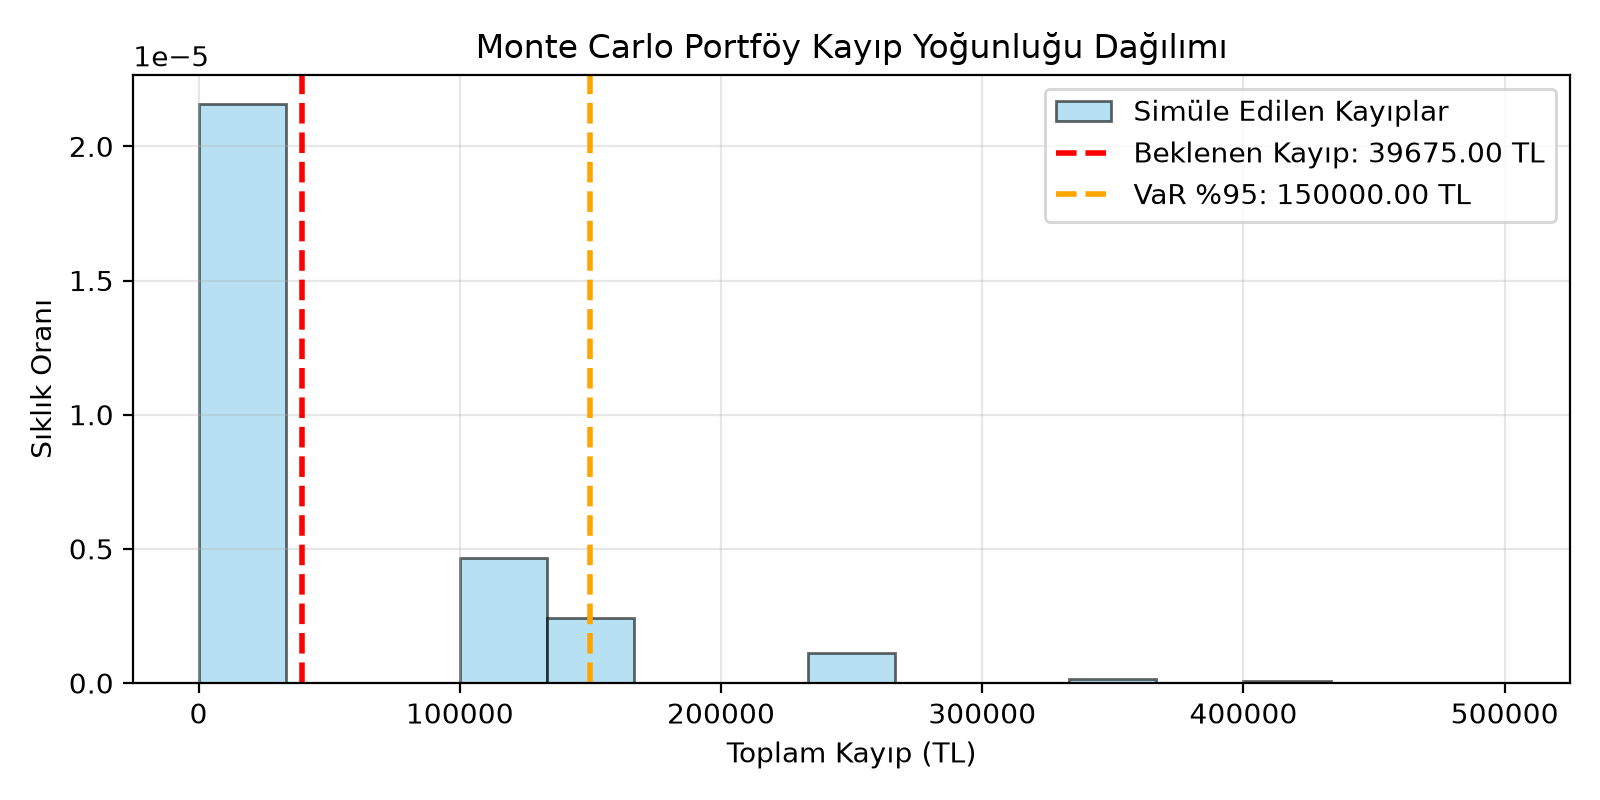 Monte Carlo Portföy Kayıp Yoğunluğu Dağılımı
1e−5
Simüle Edilen Kayıplar
Beklenen Kayıp: 39675.00 TL
VaR %95: 150000.00 TL
2.0
1.5
1.0
0.5
0.0
Sıklık Oranı
0 100000 200000 300000 400000 500000
Toplam Kayıp (TL)